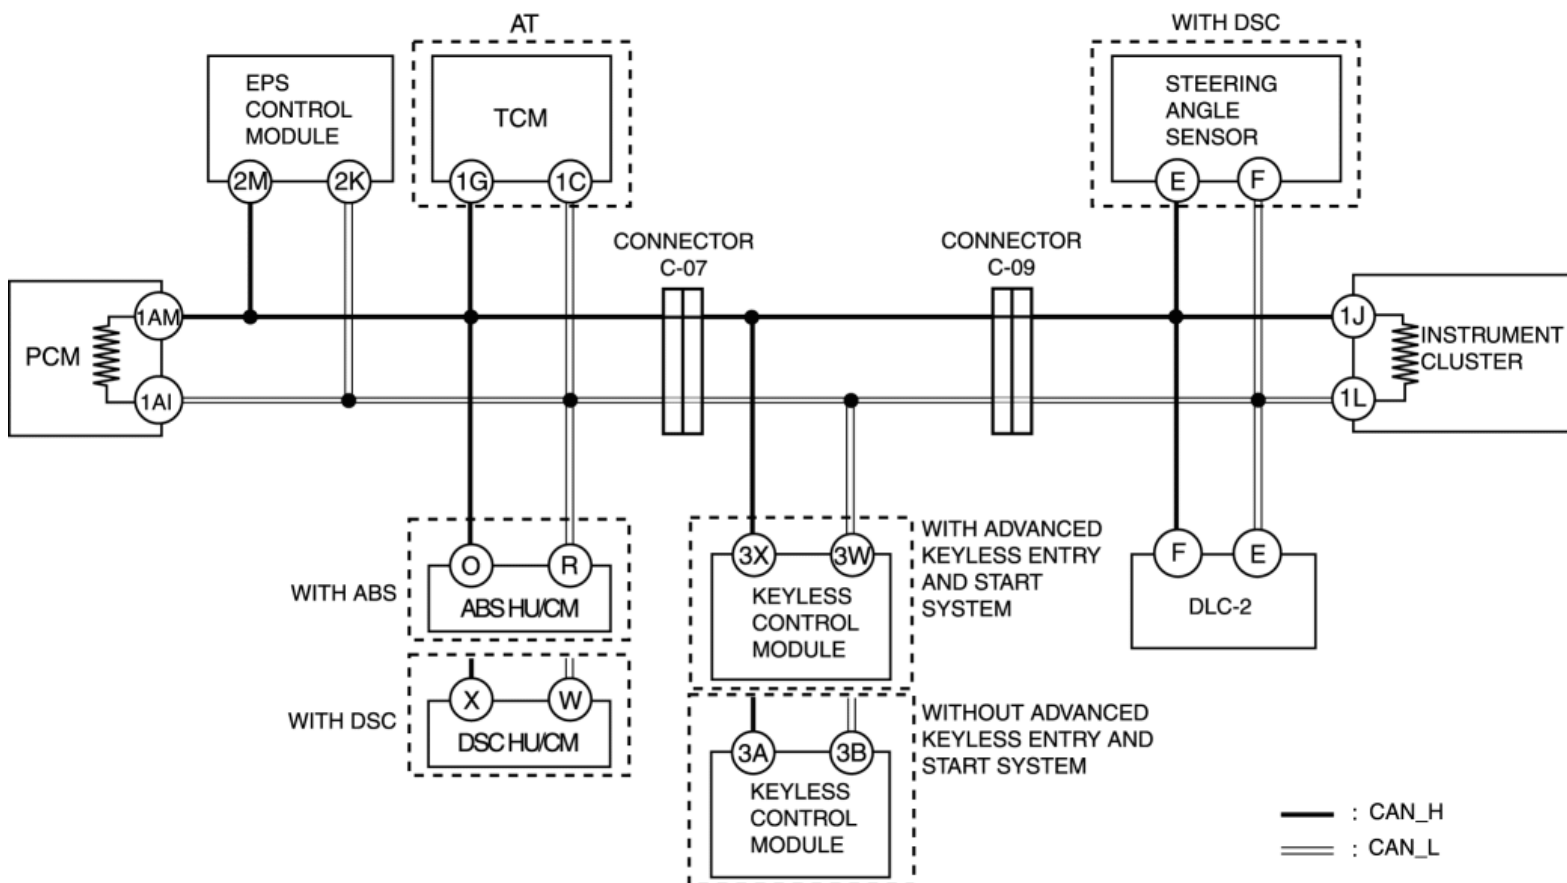 AT
WITH DSC
EPS
CONTROL
MODULE
TCM
STEERING
ANGLE
SENSOR
2M
2K
1G
1C
E
F
CONNECTOR
C-07
CONNECTOR
C-09
PCM
1AM
1AI
1J
1L
INSTRUMENT
CLUSTER
WITH ABS
O
R
ABS HU/CM
WITH DSC
X
W
DSC HU/CM
3X
3W
KEYLESS
CONTROL
MODULE
WITH ADVANCED
KEYLESS ENTRY
AND START
SYSTEM
3A
3B
KEYLESS
CONTROL
MODULE
WITHOUT ADVANCED
KEYLESS ENTRY AND
START SYSTEM
F
E
DLC-2
: CAN_H
: CAN_L